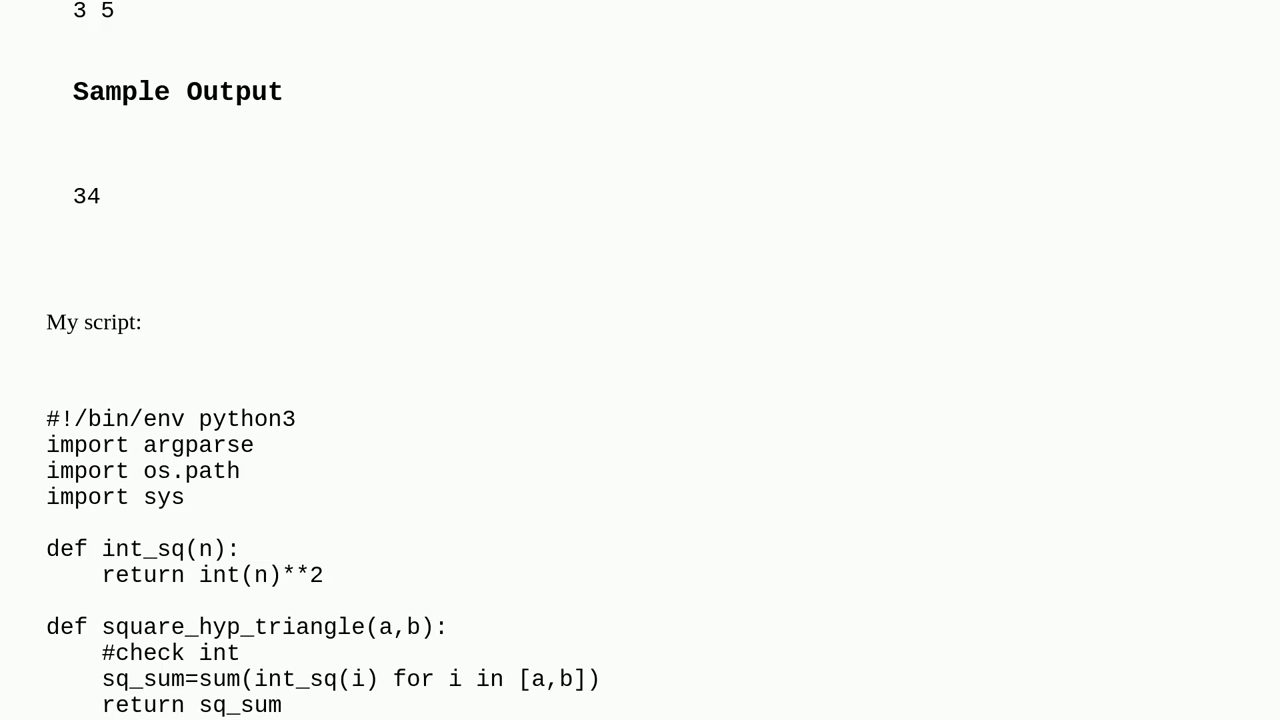 3 5
Sample Output
34
My script:
#!/bin/env python3
import argparse
import os.path
import sys
def int_sq(n):
    return int(n)**2
def square_hyp_triangle(a,b):
    #check int
    sq_sum=sum(int_sq(i) for i in [a,b])
    return sq_sum